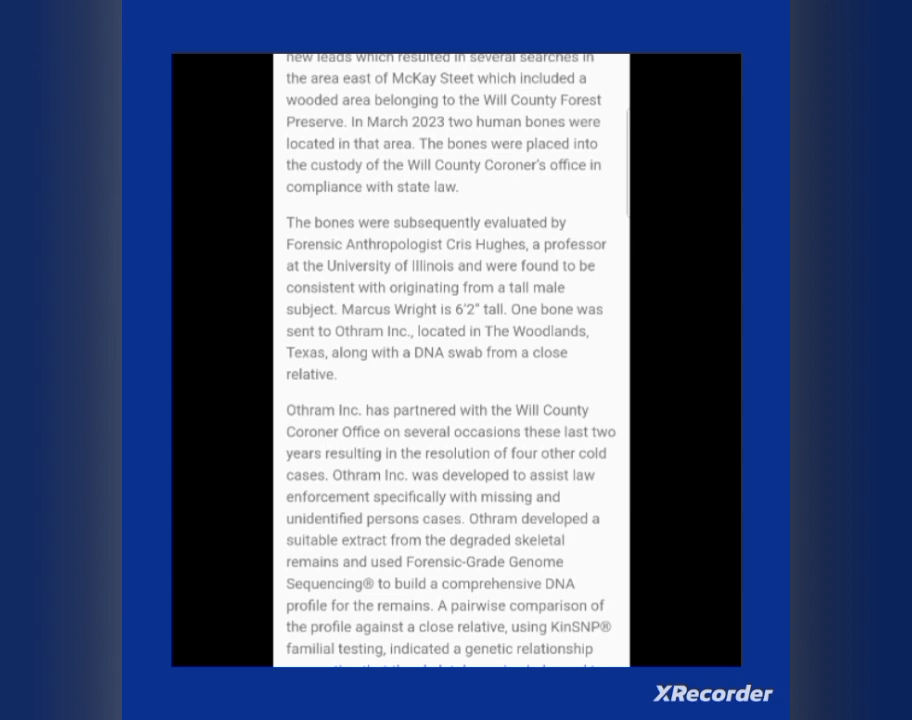 new leads which resulted in several searches in
the area east of McKay Steet which included a
wooded area belonging to the Will County Forest
Preserve. In March 2023 two human bones were
located in that area. The bones were placed into
the custody of the Will County Coroner's office in
compliance with state law.
The bones were subsequently evaluated by
Forensic Anthropologist Cris Hughes, a professor
at the University of Illinois and were found to be
consistent with originating from a tall male
subject. Marcus Wright is 6'2" tall. One bone was
sent to Othram Inc., located in The Woodlands,
Texas, along with a DNA swab from a close
relative.
Othram Inc. has partnered with the Will County
Coroner Office on several occasions these last two
years resulting in the resolution of four other cold
cases. Othram Inc. was developed to assist law
enforcement specifically with missing and
unidentified persons cases. Othram developed a
suitable extract from the degraded skeletal
remains and used Forensic-Grade Genome
Sequencing® to build a comprehensive DNA
profile for the remains. A pairwise comparison of
the profile against a close relative, using KinSNP®
familial testing, indicated a genetic relationship
XRecorder